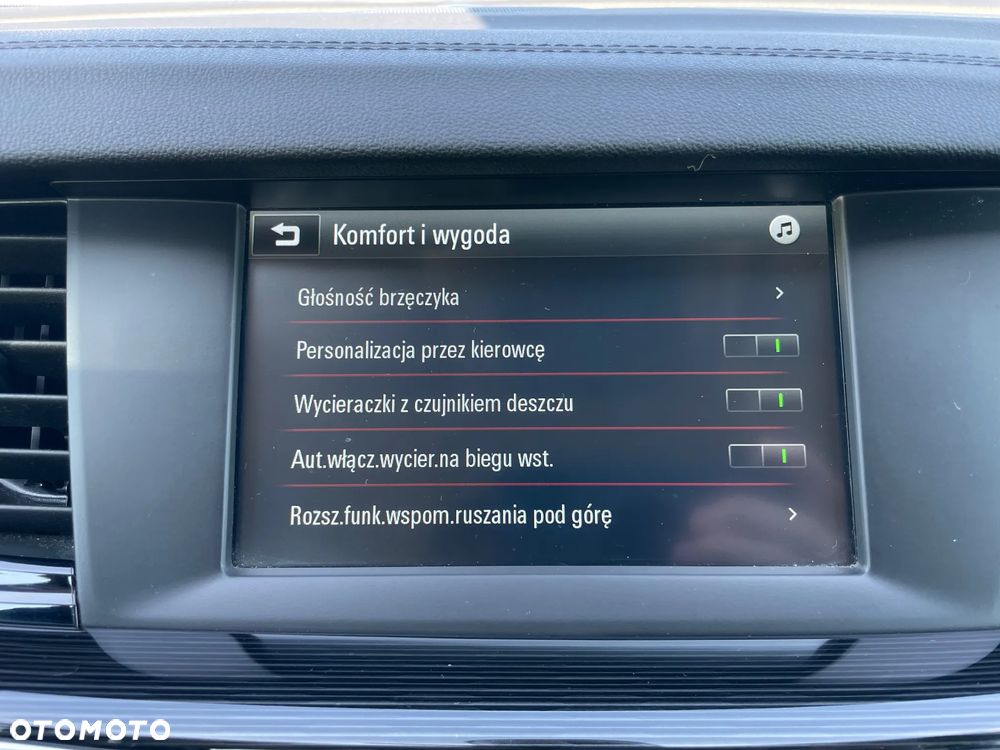 Komfort i wygoda
Głośność brzęczyka
Personalizacja przez kierowcę
Wycieraczki z czujnikiem deszczu
Aut.włącz.wycier.na biegu wst.
Rozsz.funk.wspom.ruszania pod górę
OTOMOTO